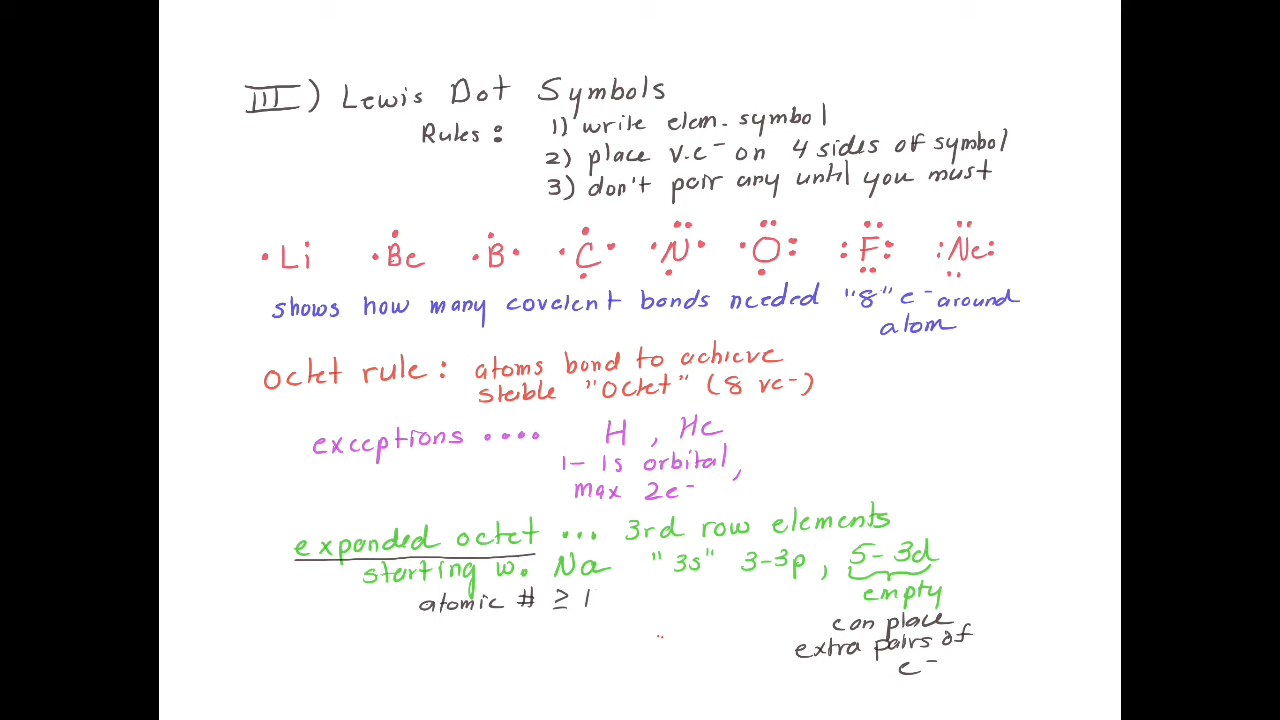 III) Lewis Dot Symbols
Rules: 1) write elem. symbol
2) place v.e- on 4 sides of symbol
3) don't pair any until you must
Li Be B C N O F Ne
shows how many covelent bonds needed "8" e- around
atom
octet rule: atoms bond to achieve
stable "octet" (8 ve-)
exceptions .... H, He
1- 1s orbital,
max 2e-
expanded octet ... 3rd row elements
starting w. Na "3s" 3-3p, 5-3d
empty
atomic # ≥ 1
can place
extra pairs of
e-